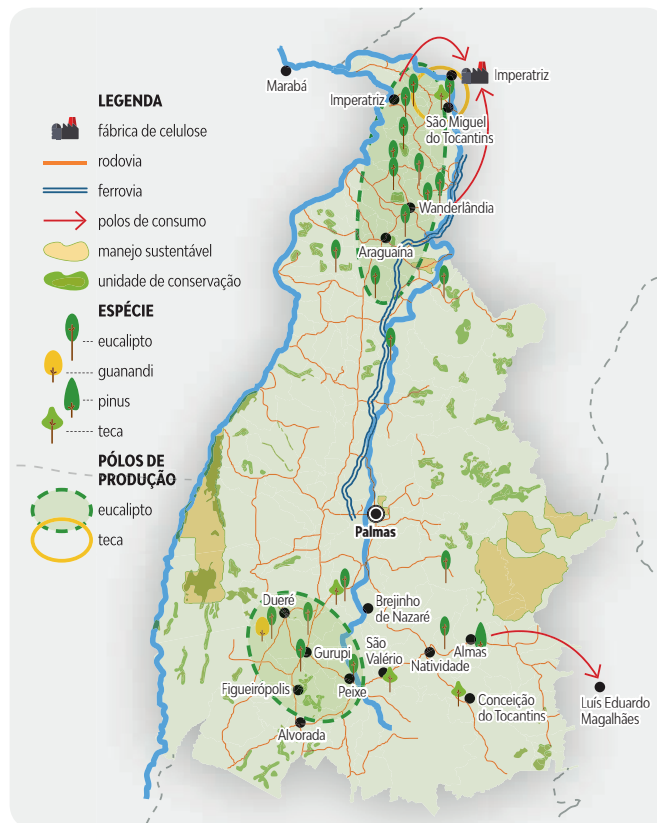 LEGENDA
fábrica de celulose
rodovia
ferrovia
polos de consumo
manejo sustentável
unidade de conservação
ESPÉCIE
eucalipto
guanandi
pinus
teca
PÓLOS DE
PRODUÇÃO
eucalipto
teca
Marabá
Imperatriz
Imperatriz
São Miguel
do Tocantins
Wanderlândia
Araguaína
Palmas
Dueré
Brejinho
de Nazaré
Gurupi
São
Valério
Natividade
Almas
Figueirópolis
Peixe
Conceição
do Tocantins
Luís Eduardo
Magalhães
Alvorada